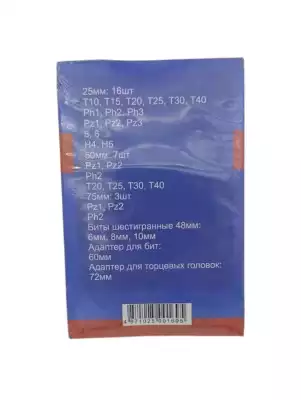 25мм: 16шт
T10, T15, T20, T25, T30, T40
Ph1, Ph2, Ph3
Pz1, Pz2, Pz3
5, 6
H4, H5
50мм: 7шт
Pz1, Pz2
Ph2
T20, T25, T30, T40
75мм: 3шт
Pz1, Pz2
Ph2
Биты шестигранные 48мм:
6мм, 8мм, 10мм
Адаптер для бит:
60мм
Адаптер для торцевых головок:
72мм